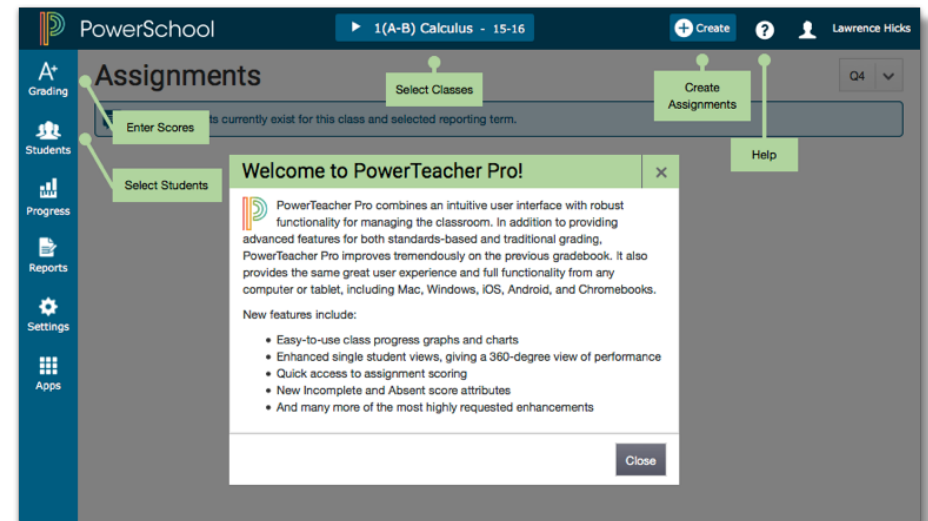 PowerSchool
1(A-B) Calculus - 15-16
Create
?
Lawrence Hicks
A+
Grading
Students
Progress
Reports
Settings
Apps
Assignments
Q4
ts currently exist for this class and selected reporting term.
Select Classes
Create
Assignments
Help
Enter Scores
Select Students
Welcome to PowerTeacher Pro!
PowerTeacher Pro combines an intuitive user interface with robust
functionality for managing the classroom. In addition to providing
advanced features for both standards-based and traditional grading,
PowerTeacher Pro improves tremendously on the previous gradebook. It also
provides the same great user experience and full functionality from any
computer or tablet, including Mac, Windows, iOS, Android, and Chromebooks.
New features include:
• Easy-to-use class progress graphs and charts
• Enhanced single student views, giving a 360-degree view of performance
• Quick access to assignment scoring
• New Incomplete and Absent score attributes
• And many more of the most highly requested enhancements
Close